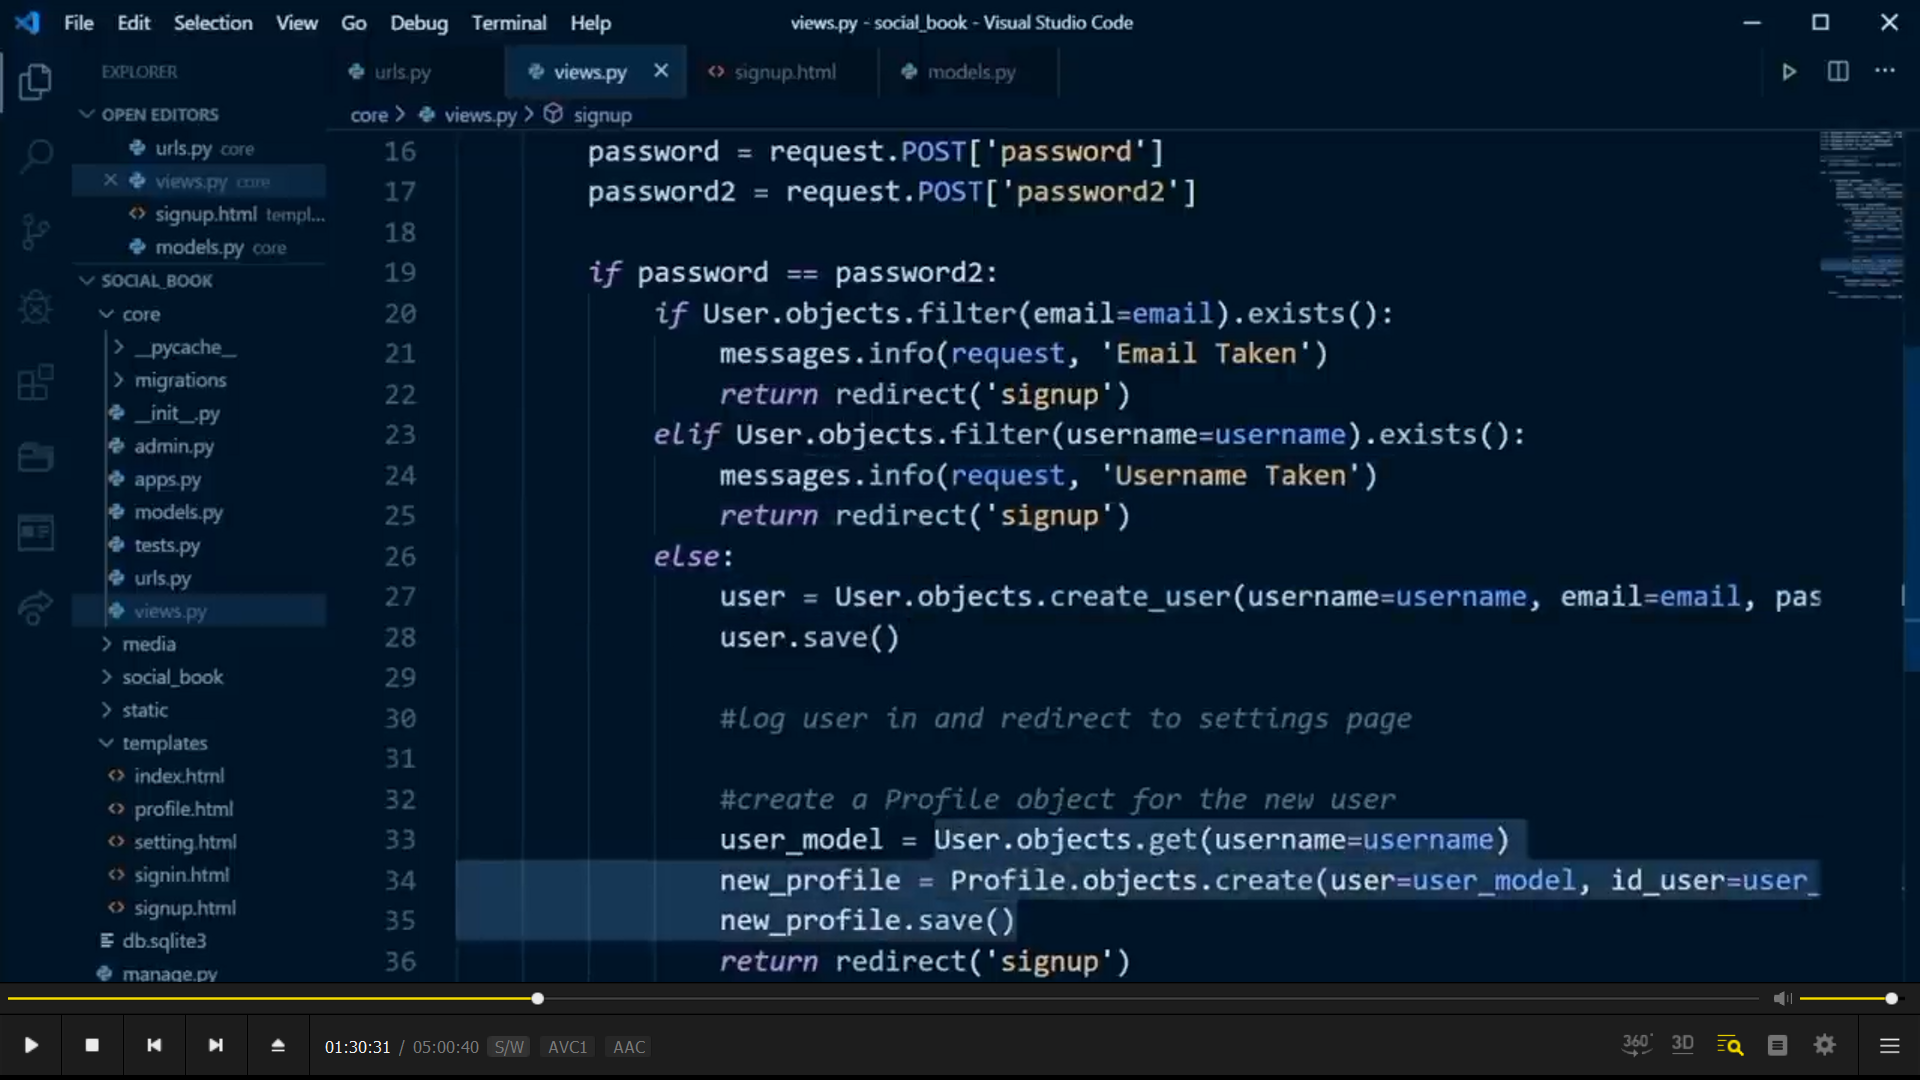 File Edit Selection View Go Debug Terminal Help
views.py - social_book - Visual Studio Code
EXPLORER
OPEN EDITORS
urls.py core
views.py core
signup.html templ...
models.py core
SOCIAL_BOOK
core
__pycache__
migrations
__init__.py
admin.py
apps.py
models.py
tests.py
urls.py
views.py
media
social_book
static
templates
index.html
profile.html
setting.html
signin.html
signup.html
db.sqlite3
manage.py
urls.py views.py signup.html models.py
core > views.py > signup
16 password = request.POST['password']
17 password2 = request.POST['password2']
18
19 if password == password2:
20 if User.objects.filter(email=email).exists():
21 messages.info(request, 'Email Taken')
22 return redirect('signup')
23 elif User.objects.filter(username=username).exists():
24 messages.info(request, 'Username Taken')
25 return redirect('signup')
26 else:
27 user = User.objects.create_user(username=username, email=email, pas
28 user.save()
29
30 #log user in and redirect to settings page
31
32 #create a Profile object for the new user
33 user_model = User.objects.get(username=username)
34 new_profile = Profile.objects.create(user=user_model, id_user=user_
35 new_profile.save()
36 return redirect('signup')
01:30:31 / 05:00:40 S/W AVC1 AAC
360° 3D